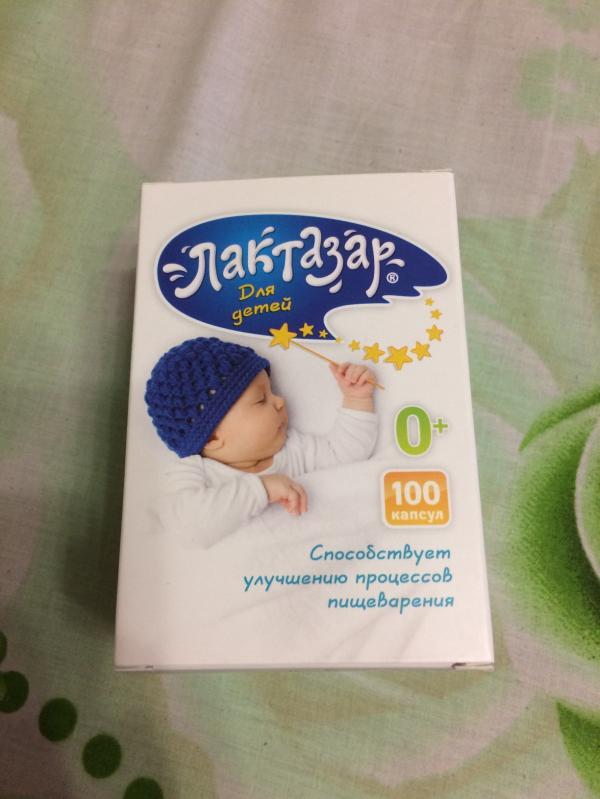 Лактазар®
Для
детей
0+
100
капсул
Способствует
улучшению процессов
пищеварения